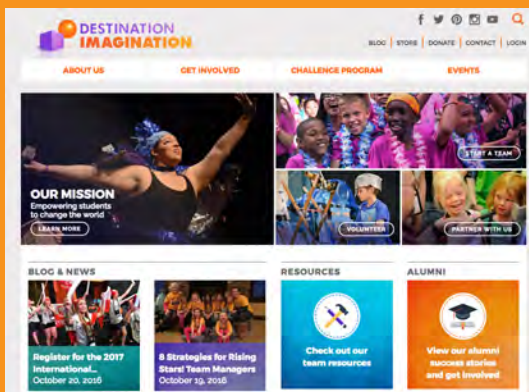 DESTINATION
IMAGINATION
BLOG | STORE | DONATE | CONTACT | LOGIN
ABOUT US
GET INVOLVED
CHALLENGE PROGRAM
EVENTS
OUR MISSION
Empowering students
to change the world
LEARN MORE
START A TEAM
VOLUNTEER
PARTNER WITH US
BLOG & NEWS
RESOURCES
ALUMNI
Register for the 2017
International...
October 20, 2016
8 Strategies for Rising
Stars! Team Managers
October 19, 2016
Check out our
team resources
View our alumni
success stories
and get involved